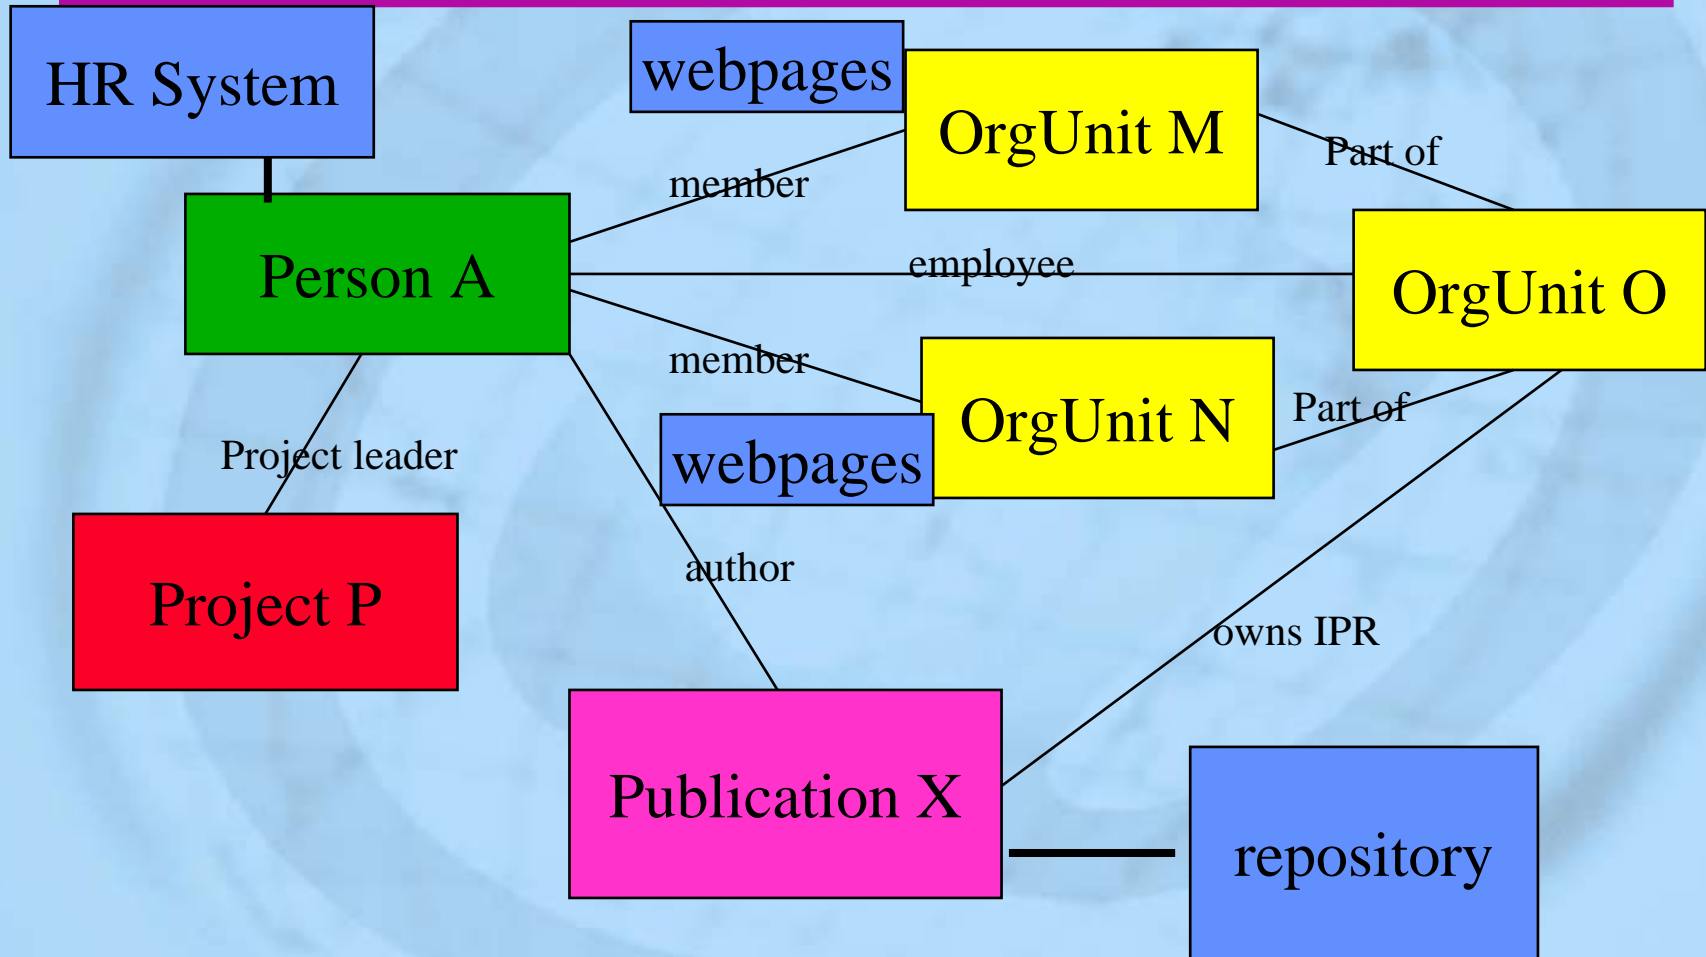 HR System
webpages
OrgUnit M
Part of
member
Person A
employee
OrgUnit O
member
OrgUnit N
Part of
webpages
Project leader
author
Project P
owns IPR
Publication X
repository